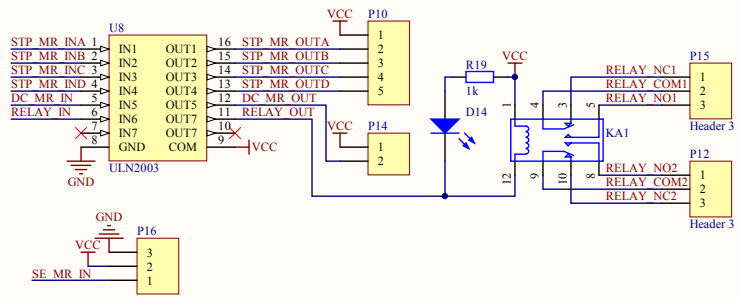 U8
STP_MR_INA 1 IN1 OUT1 16 STP_MR_OUTA
STP_MR_INB 2 IN2 OUT2 15 STP_MR_OUTB
STP_MR_INC 3 IN3 OUT3 14 STP_MR_OUTC
STP_MR_IND 4 IN4 OUT4 13 STP_MR_OUTD
DC_MR_IN 5 IN5 OUT5 12 DC_MR_OUT
RELAY_IN 6 IN6 OUT7 11 RELAY_OUT
7 IN7 OUT7 10
8 GND COM 9 VCC
ULN2003
GND
VCC
P10
1
2
3
4
5
VCC
P14
1
2
R19
1k
VCC
D14
1 4 3 5
KA1
12 9 10 8
P15
RELAY_NC1 1
RELAY_COM1 2
RELAY_NO1 3
Header 3
P12
RELAY_NO2 1
RELAY_COM2 2
RELAY_NC2 3
Header 3
GND
P16
VCC
3
2
SE_MR_IN 1